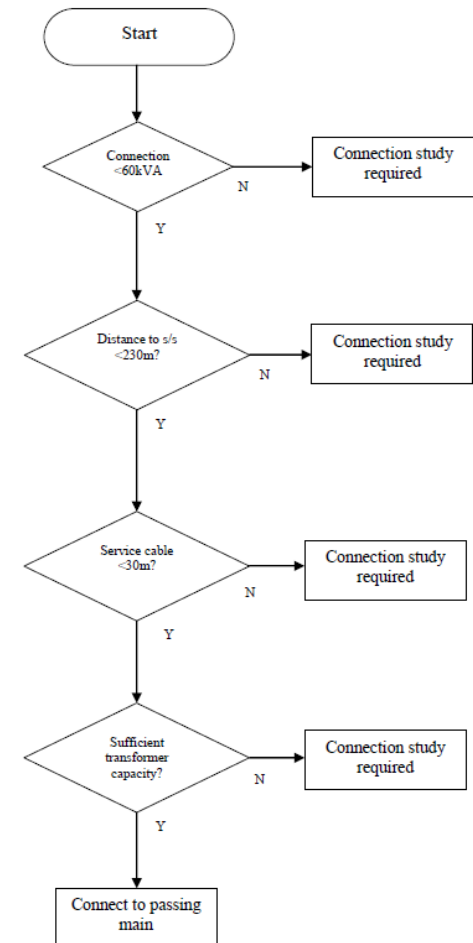 Start
Connection
<60kVA
N
Connection study
required
Y
Distance to s/s
<230m?
N
Connection study
required
Y
Service cable
<30m?
N
Connection study
required
Y
Sufficient
transformer
capacity?
N
Connection study
required
Y
Connect to passing
main